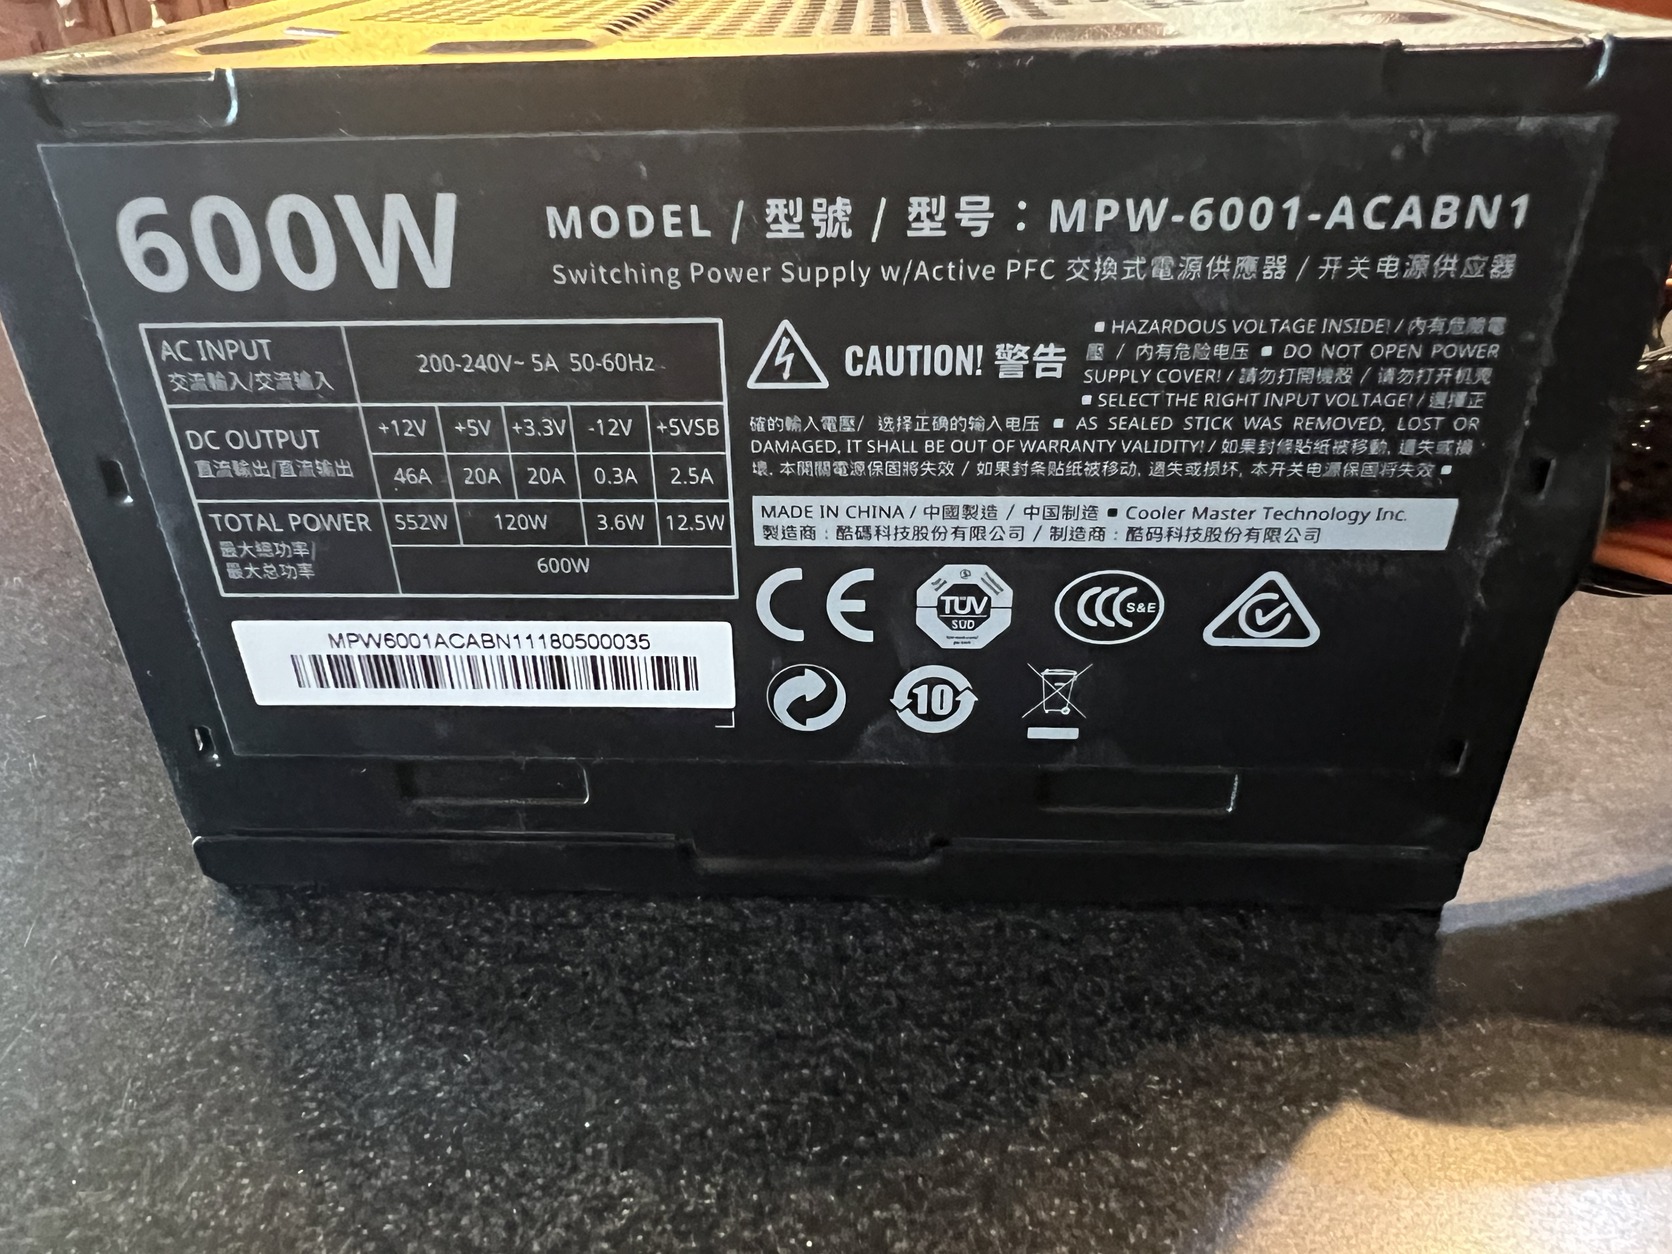 600W
MODEL / 型號 / 型号：MPW-6001-ACABN1
Switching Power Supply w/Active PFC 交換式電源供應器 / 开关电源供应器
AC INPUT
交流輸入/交流输入
200-240V~ 5A 50-60Hz
DC OUTPUT
直流輸出/直流输出
+12V +5V +3.3V -12V +5VSB
46A 20A 20A 0.3A 2.5A
TOTAL POWER
最大總功率/
最大总功率
552W 120W 3.6W 12.5W
600W
MPW6001ACABN11180500035
CAUTION! 警告
■ HAZARDOUS VOLTAGE INSIDE! / 內有危險電
壓 / 内有危险电压 ■ DO NOT OPEN POWER
SUPPLY COVER! / 請勿打開機殼 / 请勿打开机壳
■ SELECT THE RIGHT INPUT VOLTAGE! / 選擇正
確的輸入電壓/ 选择正确的输入电压 ■ AS SEALED STICK WAS REMOVED, LOST OR
DAMAGED, IT SHALL BE OUT OF WARRANTY VALIDITY! / 如果封條貼紙被移動, 遺失或損
壞, 本開關電源保固將失效 / 如果封条贴纸被移动, 遗失或损坏, 本开关电源保固将失效 ■
MADE IN CHINA / 中國製造 / 中国制造 ■ Cooler Master Technology Inc.
製造商：酷碼科技股份有限公司 / 制造商：酷码科技股份有限公司
CE
TÜV
SÜD
CCC S&E
10